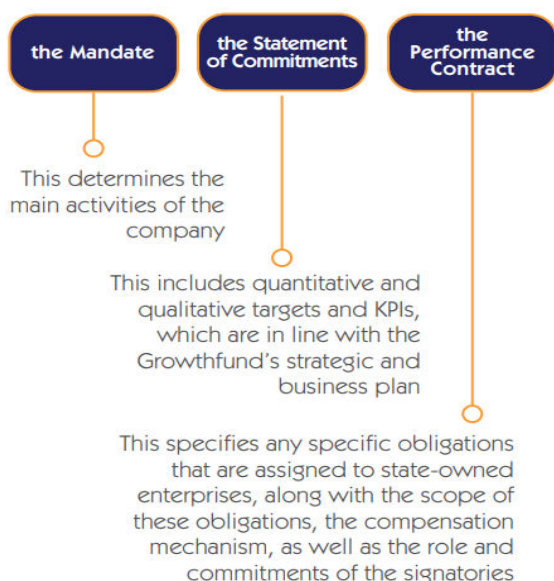 the Mandate
the Statement
of Commitments
the
Performance
Contract
This determines the
main activities of the
company
This includes quantitative and
qualitative targets and KPIs,
which are in line with the
Growthfund's strategic and
business plan
This specifies any specific obligations
that are assigned to state-owned
enterprises, along with the scope of
these obligations, the compensation
mechanism, as well as the role and
commitments of the signatories